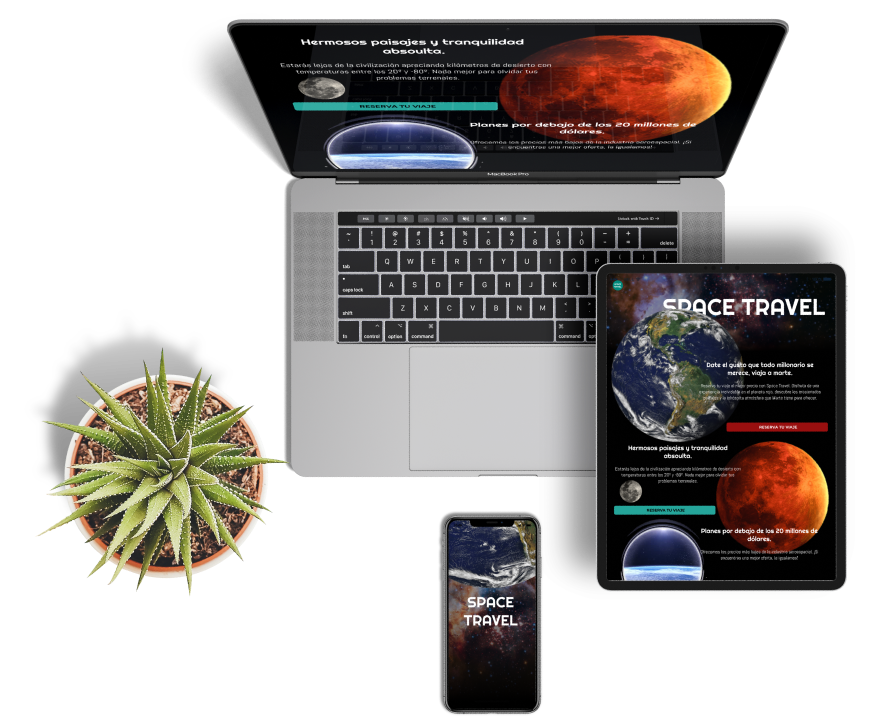 Hermosos paisajes y tranquilidad
absoulta.
Estarás lejos de la civilización apreciando kilómetros de desierto con
temperaturas entre los 20° y -80°. Nada mejor para olvidar tus
problemas terrenales.
RESERVA TU VIAJE
Planes por debajo de los 20 millones de
dólares.
Ofrecemos los precios más bajos de la industria aeroespacial. ¡Si
encuentras una mejor oferta, la igualamos!
MacBook Pro
esc
Unlock with Touch ID →
~ ! @ # $ % ^ & * ( ) – +
` 1 2 3 4 5 6 7 8 9 0 - =
delete
tab Q W E R T Y U I O P
caps lock A S D F G H J K L
shift Z X C V B N M
fn control option command
command
SPACE TRAVEL
Date el gusto que todo millonario se
merece, viaja a marte.
RESERVA TU VIAJE
Hermosos paisajes y tranquilidad
absoulta.
Estarás lejos de la civilización apreciando kilómetros de desierto con
temperaturas entre los 20° y -80°. Nada mejor para olvidar tus
problemas terrenales.
RESERVA TU VIAJE
Planes por debajo de los 20 millones de
dólares.
Ofrecemos los precios más bajos de la industria aeroespacial. ¡Si
encuentras una mejor oferta, la igualamos!
SPACE
TRAVEL